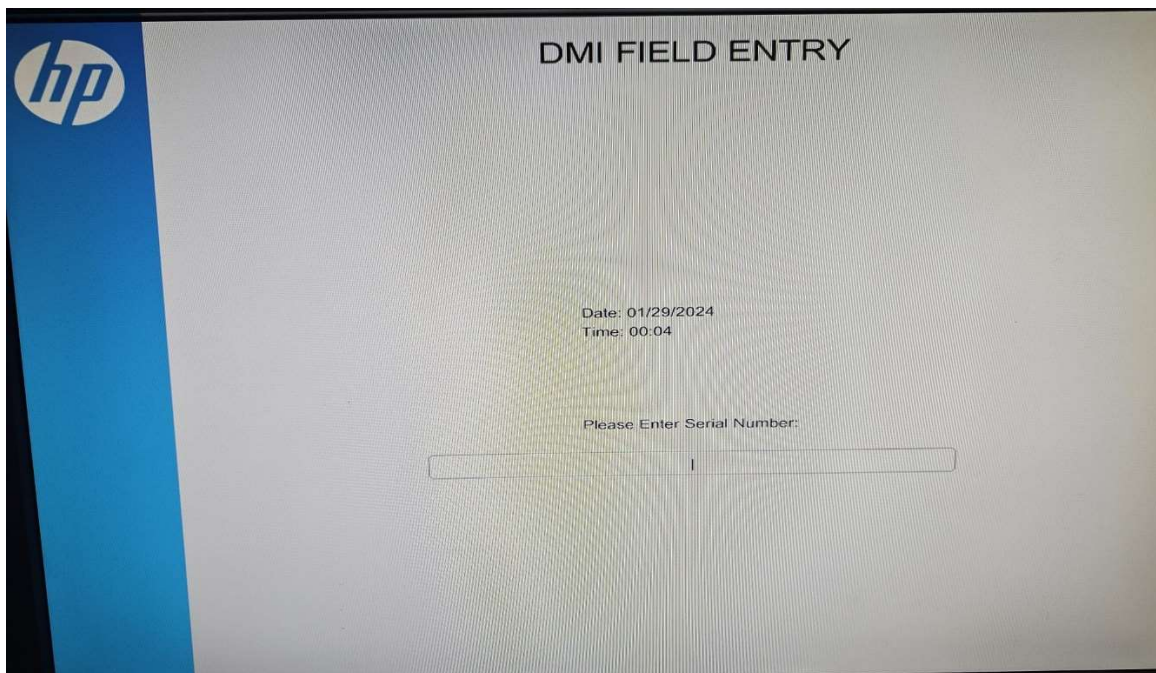 hp
DMI FIELD ENTRY
Date: 01/29/2024
Time: 00:04
Please Enter Serial Number: